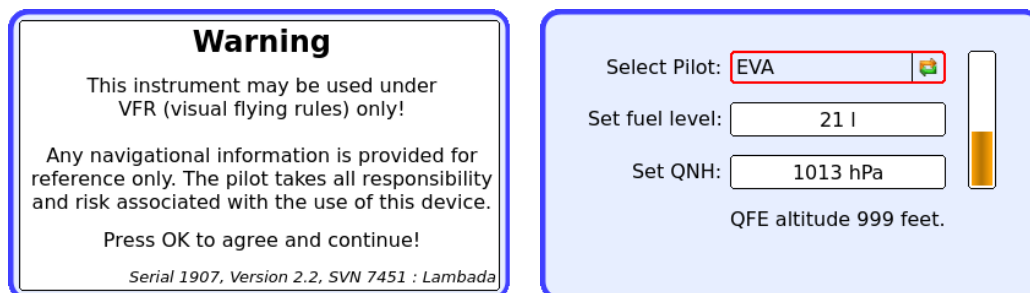 Warning
This instrument may be used under
VFR (visual flying rules) only!
Any navigational information is provided for
reference only. The pilot takes all responsibility
and risk associated with the use of this device.
Press OK to agree and continue!
Serial 1907, Version 2.2, SVN 7451 : Lambada
Select Pilot: EVA
Set fuel level: 21 l
Set QNH: 1013 hPa
QFE altitude 999 feet.